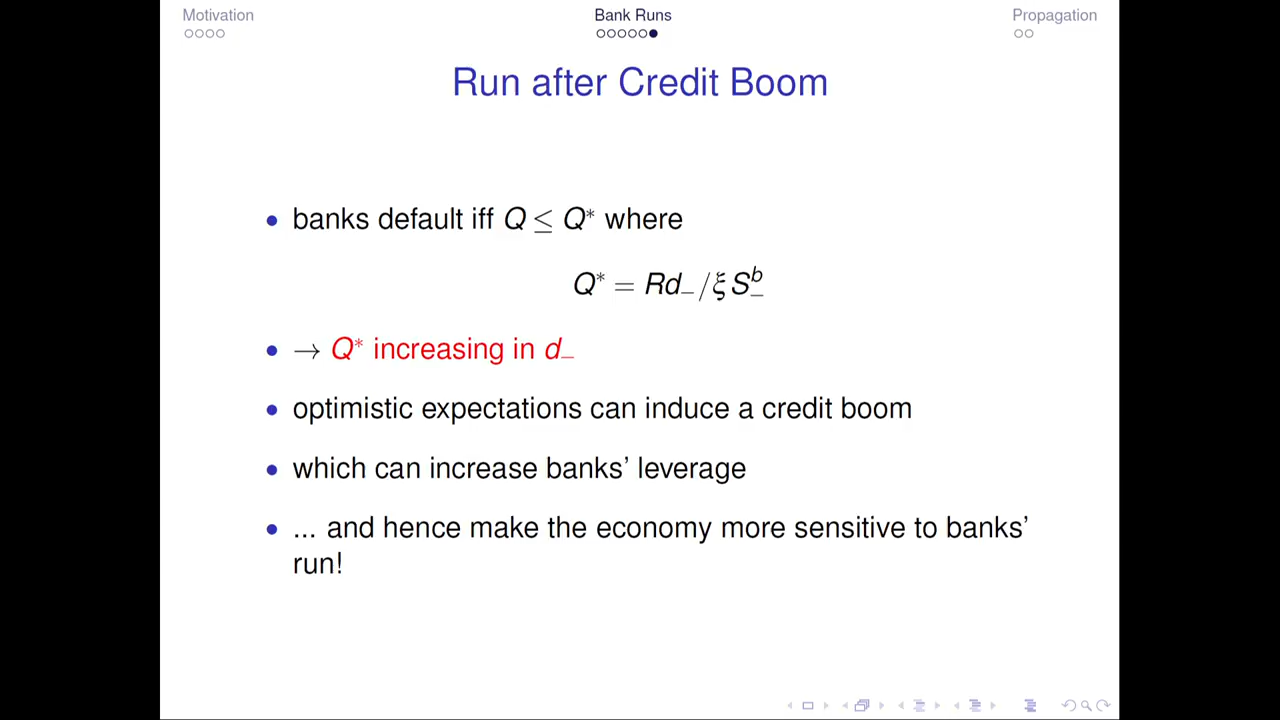 Motivation
Bank Runs
Propagation
Run after Credit Boom
• banks default iff Q ≤ Q* where
Q* = Rd₋/ξS₋ᵇ
• → Q* increasing in d₋
• optimistic expectations can induce a credit boom
• which can increase banks' leverage
• ... and hence make the economy more sensitive to banks'
run!